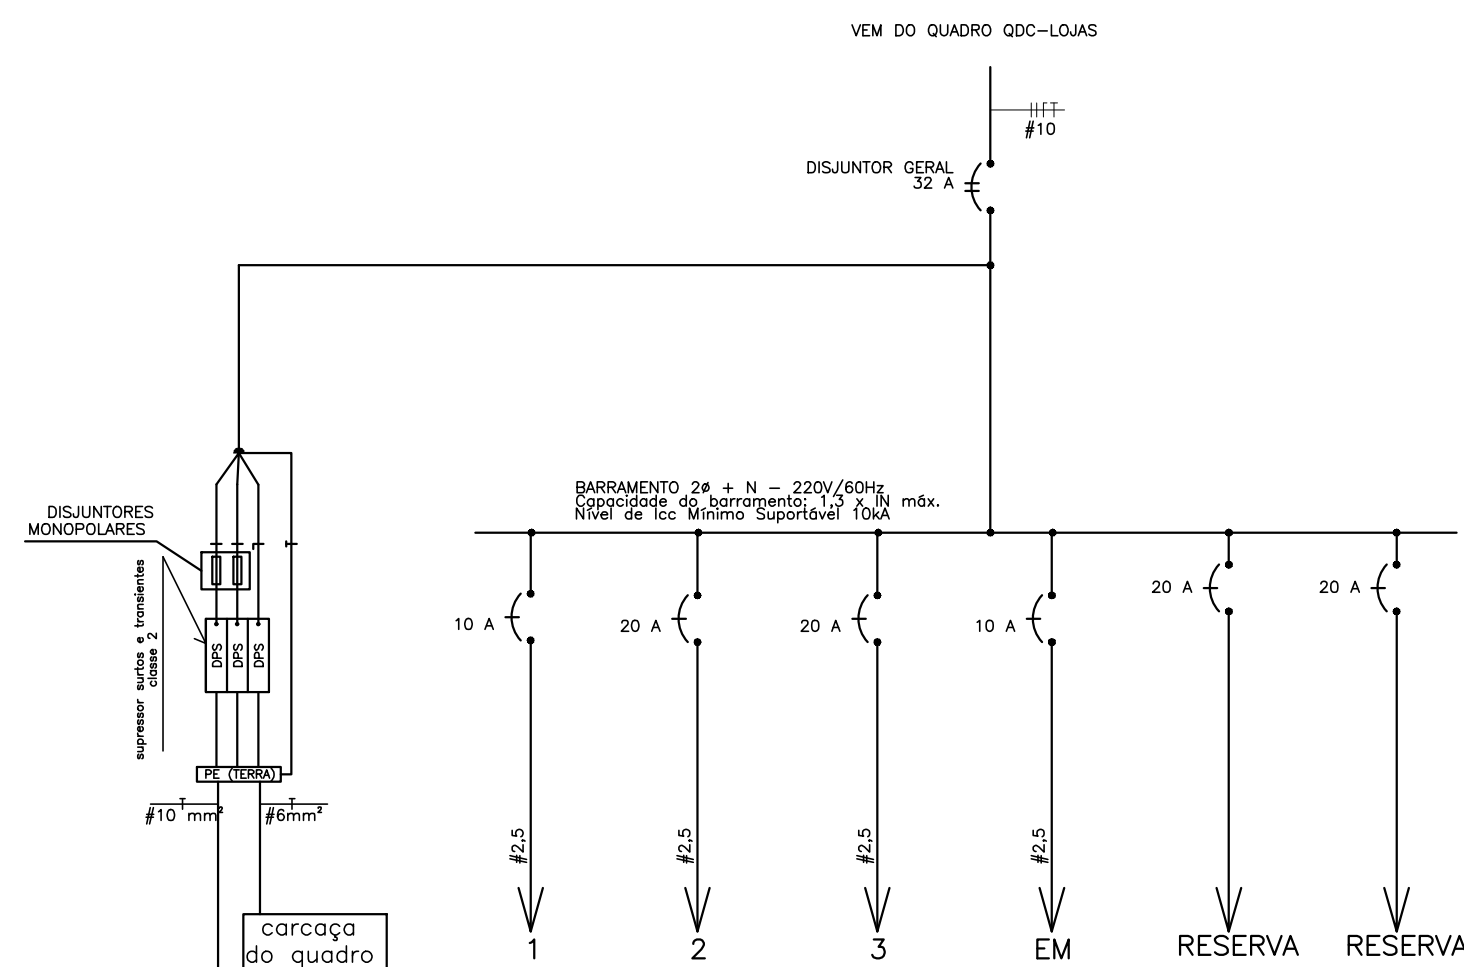 VEM DO QUADRO QDC-LOJAS
#10
DISJUNTOR GERAL
32 A
BARRAMENTO 2ø + N - 220V/60Hz
Capacidade do barramento: 1,3 x IN máx.
Nível de Icc Mínimo Suportável 10kA
DISJUNTORES
MONOPOLARES
supressor surtos e transientes
classe 2
DPS
DPS
DPS
PE (TERRA)
#10 mm²
#6mm²
carcaça
do quadro
10 A
20 A
20 A
10 A
20 A
20 A
#2,5
#2,5
#2,5
#2,5
1
2
3
EM
RESERVA
RESERVA